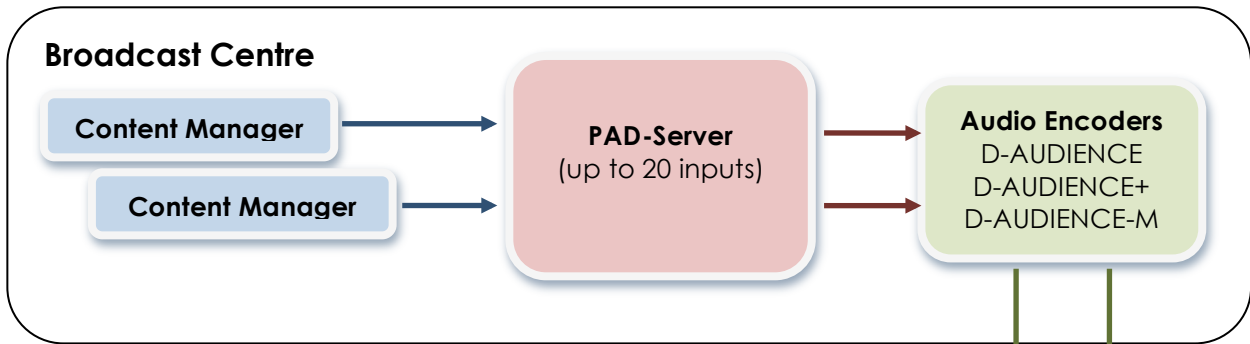 Broadcast Centre
Content Manager
Content Manager
PAD-Server
(up to 20 inputs)
Audio Encoders
D-AUDIENCE
D-AUDIENCE+
D-AUDIENCE-M